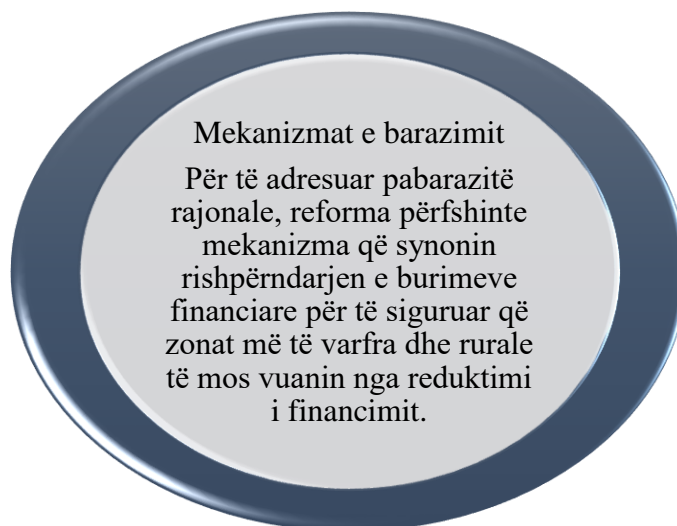 Mekanizmat e barazimit
Për të adresuar pabarazitë
rajonale, reforma përfshinte
mekanizma që synonin
rishpërndarjen e burimeve
financiare për të siguruar që
zonat më të varfra dhe rurale
të mos vuanin nga reduktimi
i financimit.